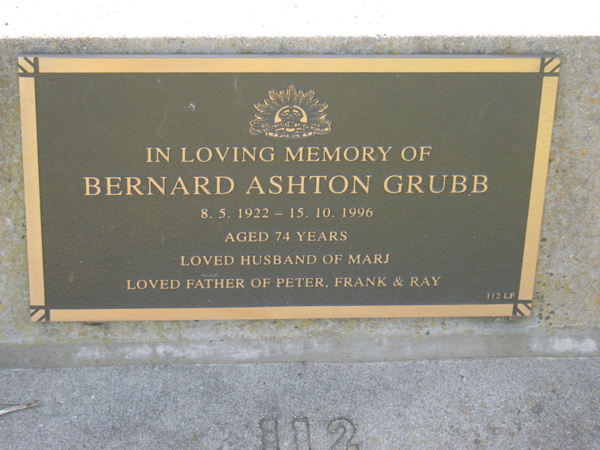 IN LOVING MEMORY OF
BERNARD ASHTON GRUBB
8. 5. 1922 – 15. 10. 1996
AGED 74 YEARS
LOVED HUSBAND OF MARJ
LOVED FATHER OF PETER, FRANK & RAY
112 LF
112